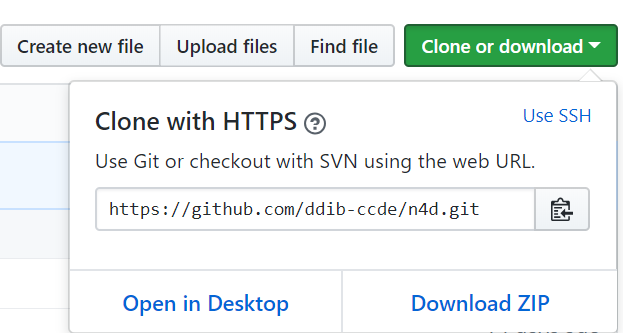 Create new file Upload files Find file Clone or download
Clone with HTTPS
Use SSH
Use Git or checkout with SVN using the web URL.
https://github.com/ddib-ccde/n4d.git
Open in Desktop Download ZIP